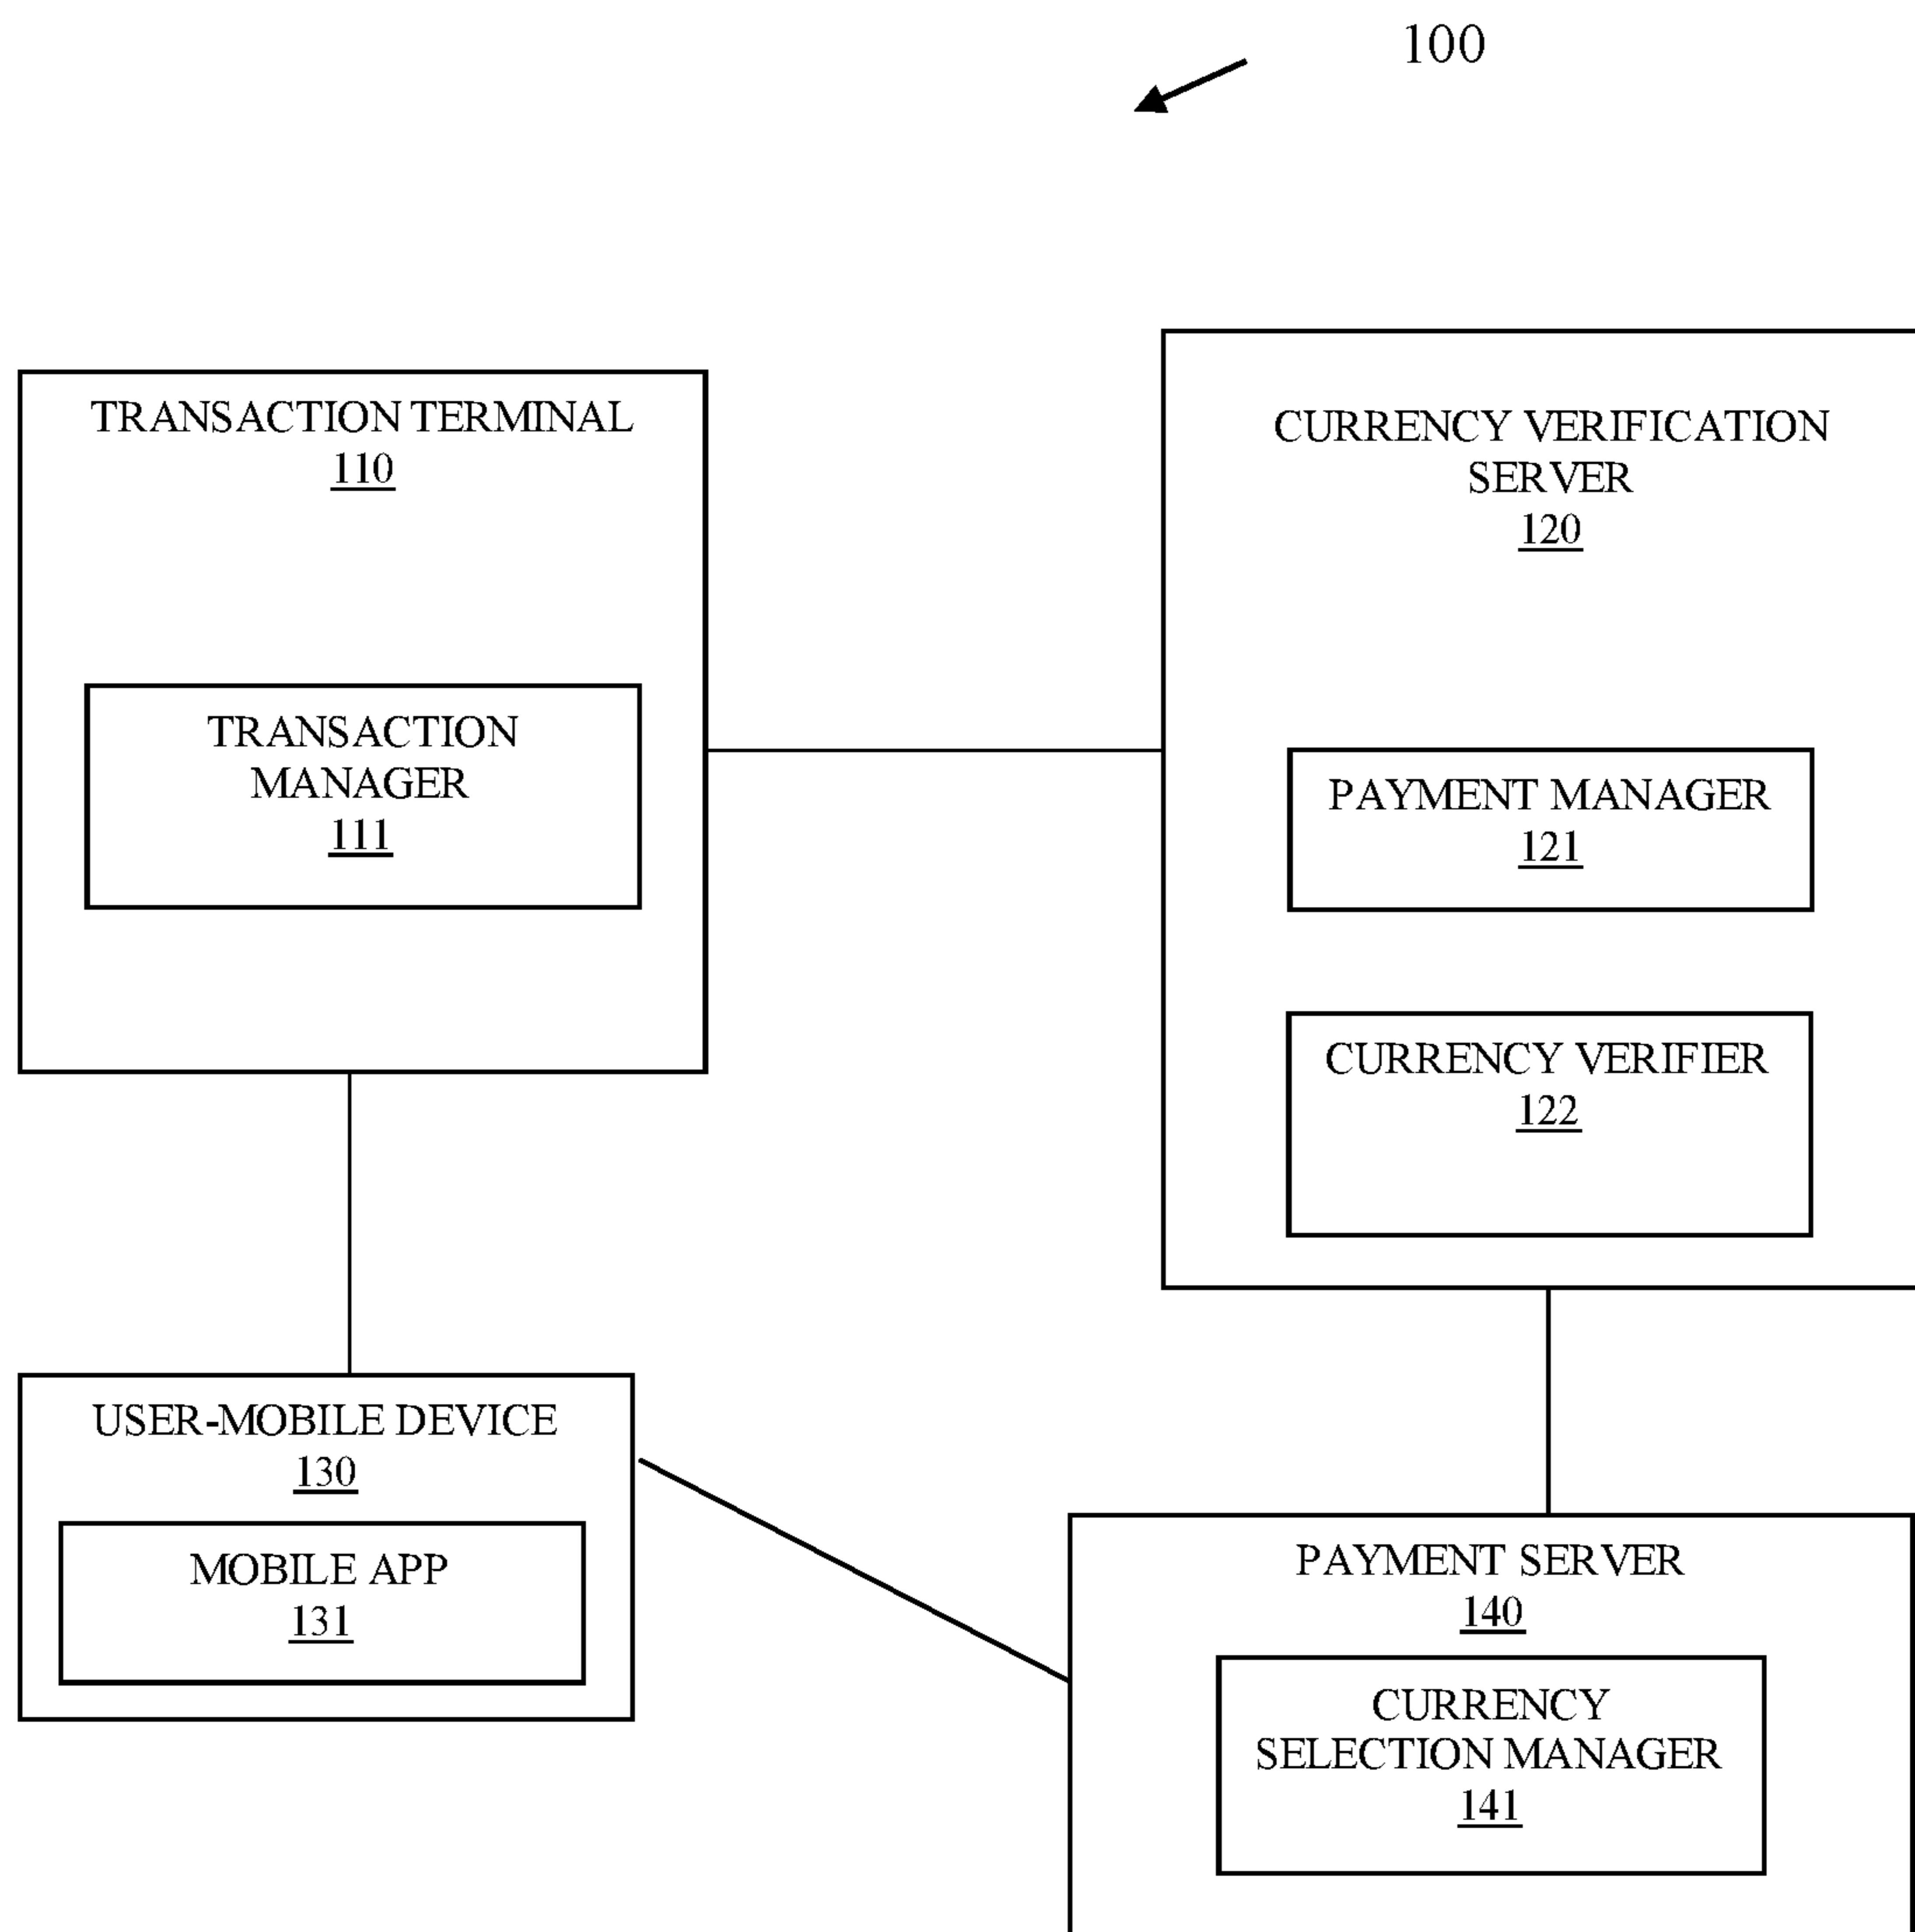 100
TRANSACTION TERMINAL
110
TRANSACTION
MANAGER
111
CURRENCY VERIFICATION
SERVER
120
PAYMENT MANAGER
121
CURRENCY VERIFIER
122
USER-MOBILE DEVICE
130
MOBILE APP
131
PAYMENT SERVER
140
CURRENCY
SELECTION MANAGER
141